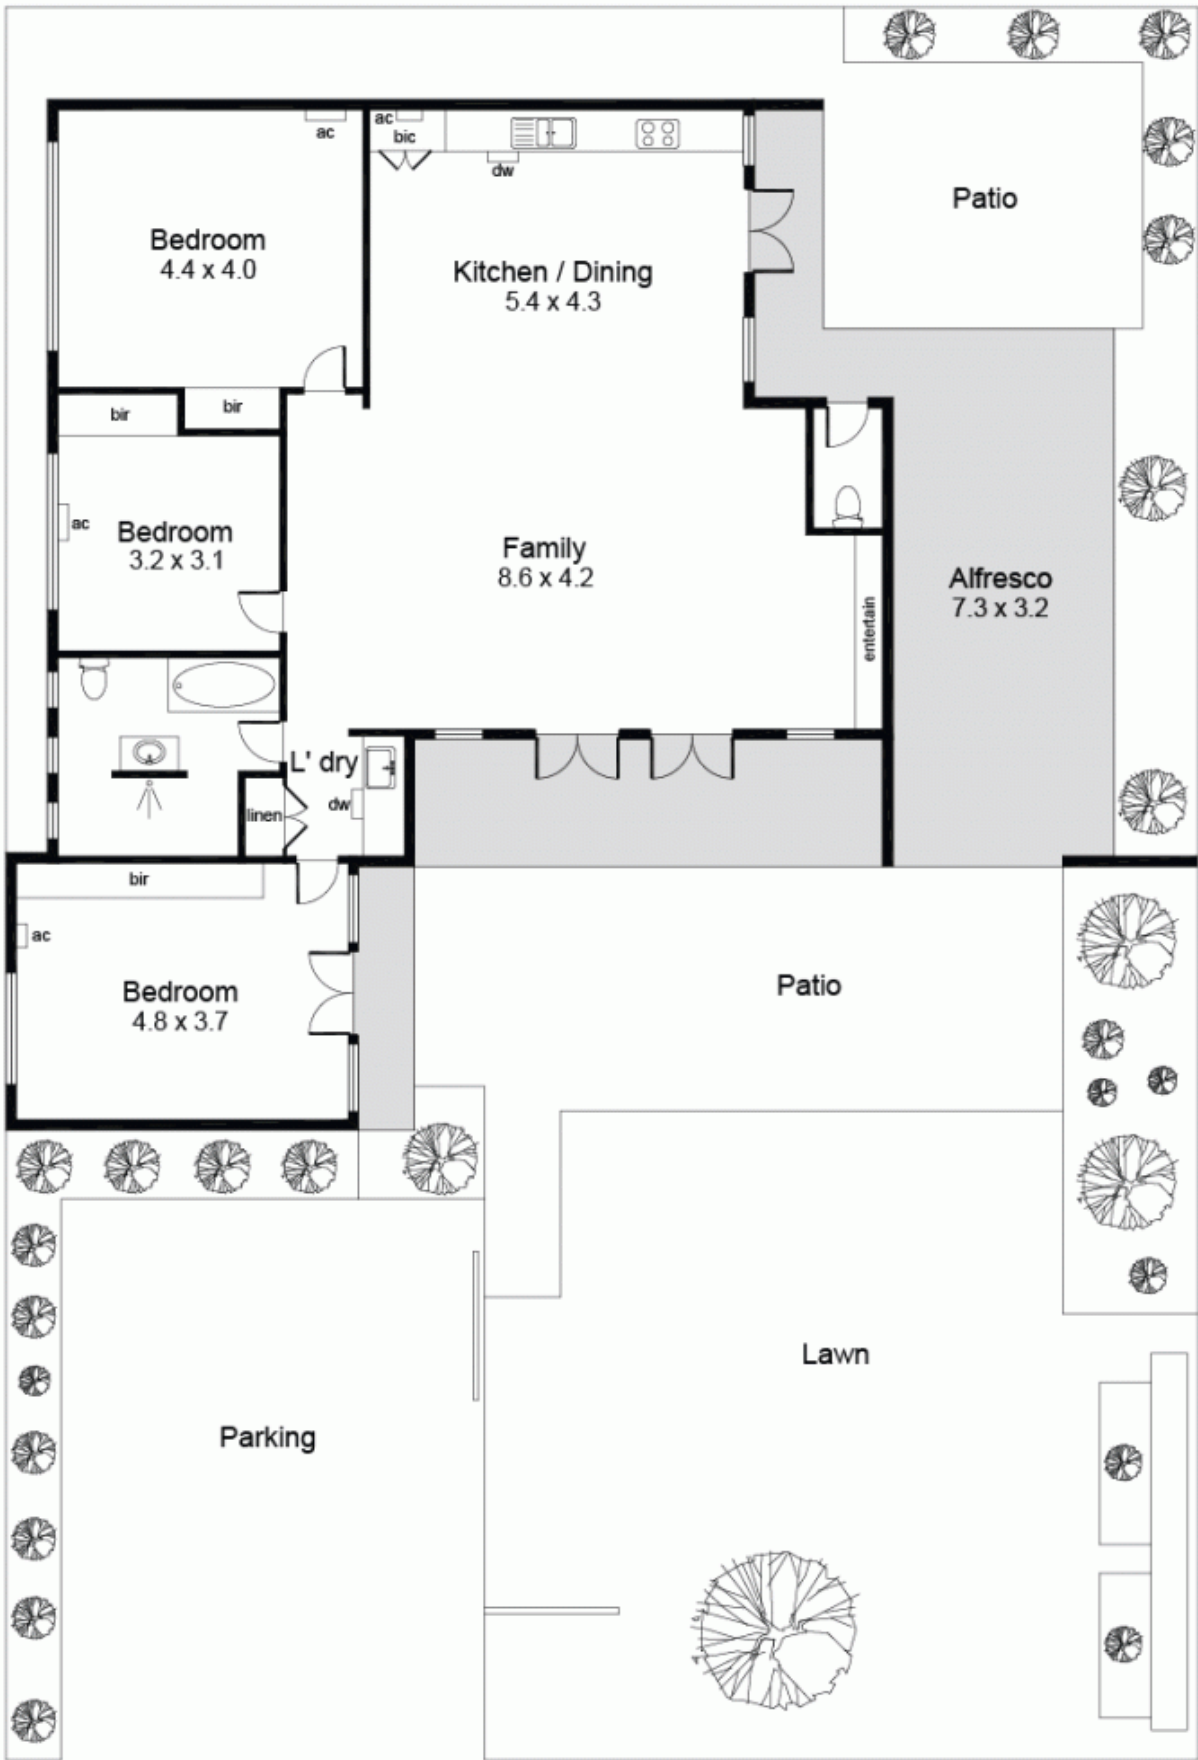 ac
ac
bic
dw
Patio
Bedroom
4.4 x 4.0
Kitchen / Dining
5.4 x 4.3
bir
bir
ac
Bedroom
3.2 x 3.1
Family
8.6 x 4.2
Alfresco
7.3 x 3.2
entertain
L' dry
linen
dw
bir
ac
Bedroom
4.8 x 3.7
Patio
Lawn
Parking